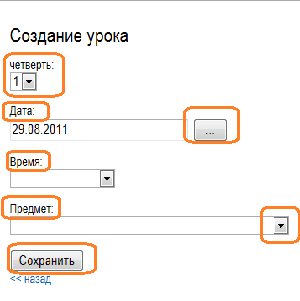 Создание урока
четверть:
1
Дата:
29.08.2011
...
Время:
Предмет:
Сохранить
<< назад